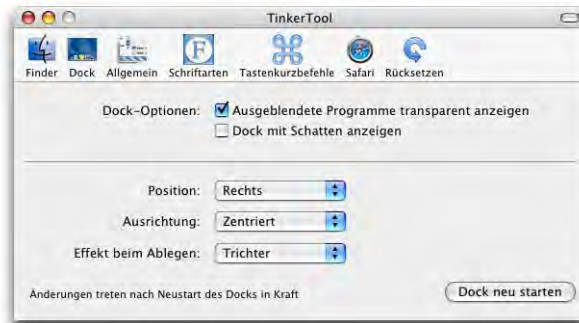 TinkerTool
Finder Dock Allgemein Schriftarten Tastenkurzbefehle Safari Rücksetzen
Dock-Optionen: Ausgeblendete Programme transparent anzeigen
Dock mit Schatten anzeigen
Position: Rechts
Ausrichtung: Zentriert
Effekt beim Ablegen: Trichter
Änderungen treten nach Neustart des Docks in Kraft Dock neu starten